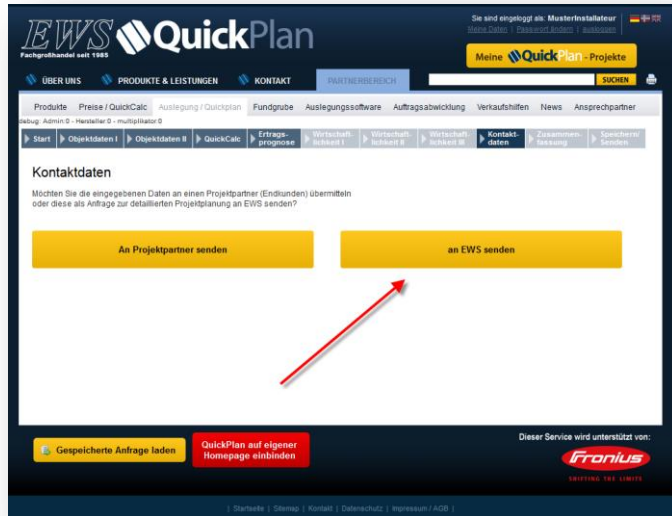 Sie sind eingeloggt als: MusterInstallateur
Meine Daten | Passwort ändern | ausloggen
EWS QuickPlan
Fachgroßhandel seit 1985
Meine QuickPlan - Projekte
ÜBER UNS PRODUKTE & LEISTUNGEN KONTAKT PARTNERBEREICH SUCHEN
Produkte Preise / QuickCalc Auslegung / Quickplan Fundgrube Auslegungssoftware Auftragsabwicklung Verkaufshilfen News Ansprechpartner
debug: Admin:0 - Hersteller:0 - multiplikator:0
Start Objektdaten I Objektdaten II QuickCalc Ertrags- Wirtschaft- Wirtschaft- Wirtschaft- Kontakt- Zusammen- Speichern/
prognose lichkeit I lichkeit II lichkeit III daten fassung Senden
Kontaktdaten
Möchten Sie die eingegebenen Daten an einen Projektpartner (Endkunden) übermitteln
oder diese als Anfrage zur detaillierten Projektplanung an EWS senden?
An Projektpartner senden an EWS senden
Gespeicherte Anfrage laden
QuickPlan auf eigener
Homepage einbinden
Dieser Service wird unterstützt von:
Fronius
SHIFTING THE LIMITS
| Startseite | Sitemap | Kontakt | Datenschutz | Impressum / AGB |